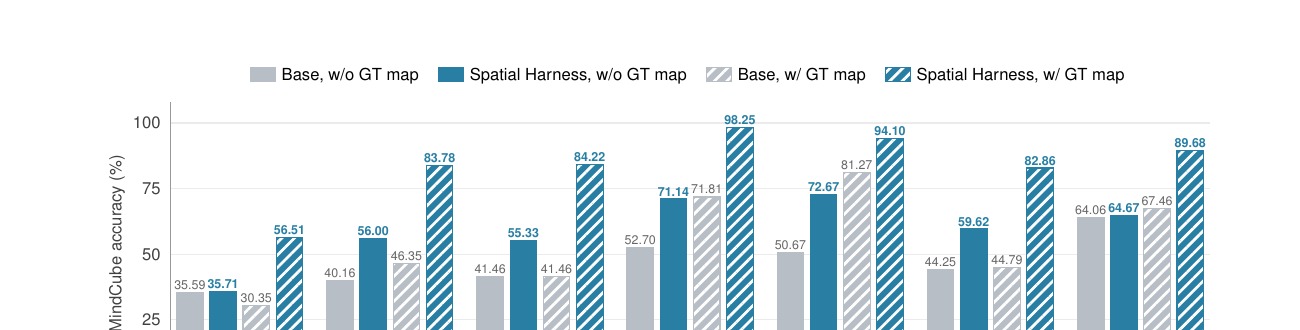 Base, w/o GT map Spatial Harness, w/o GT map Base, w/ GT map Spatial Harness, w/ GT map
MindCube accuracy (%)
100
75
50
25
35.59 35.71 30.35 56.51
40.16 56.00 46.35 83.78
41.46 55.33 41.46 84.22
52.70 71.14 71.81 98.25
50.67 72.67 81.27 94.10
44.25 59.62 44.79 82.86
64.06 64.67 67.46 89.68